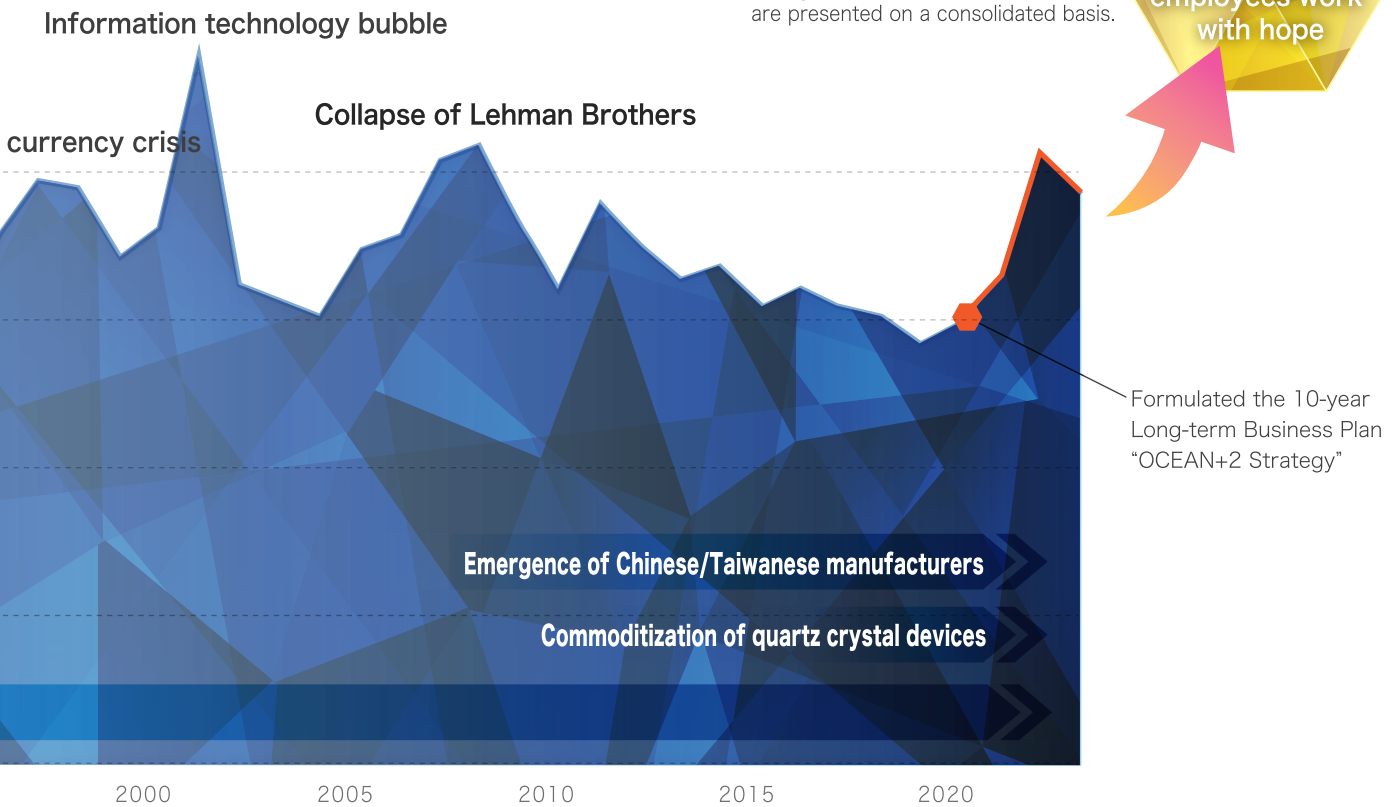 Information technology bubble
are presented on a consolidated basis.
employees work
with hope
Collapse of Lehman Brothers
currency crisis
Formulated the 10-year
Long-term Business Plan
“OCEAN+2 Strategy”
Emergence of Chinese/Taiwanese manufacturers
Commoditization of quartz crystal devices
2000 2005 2010 2015 2020